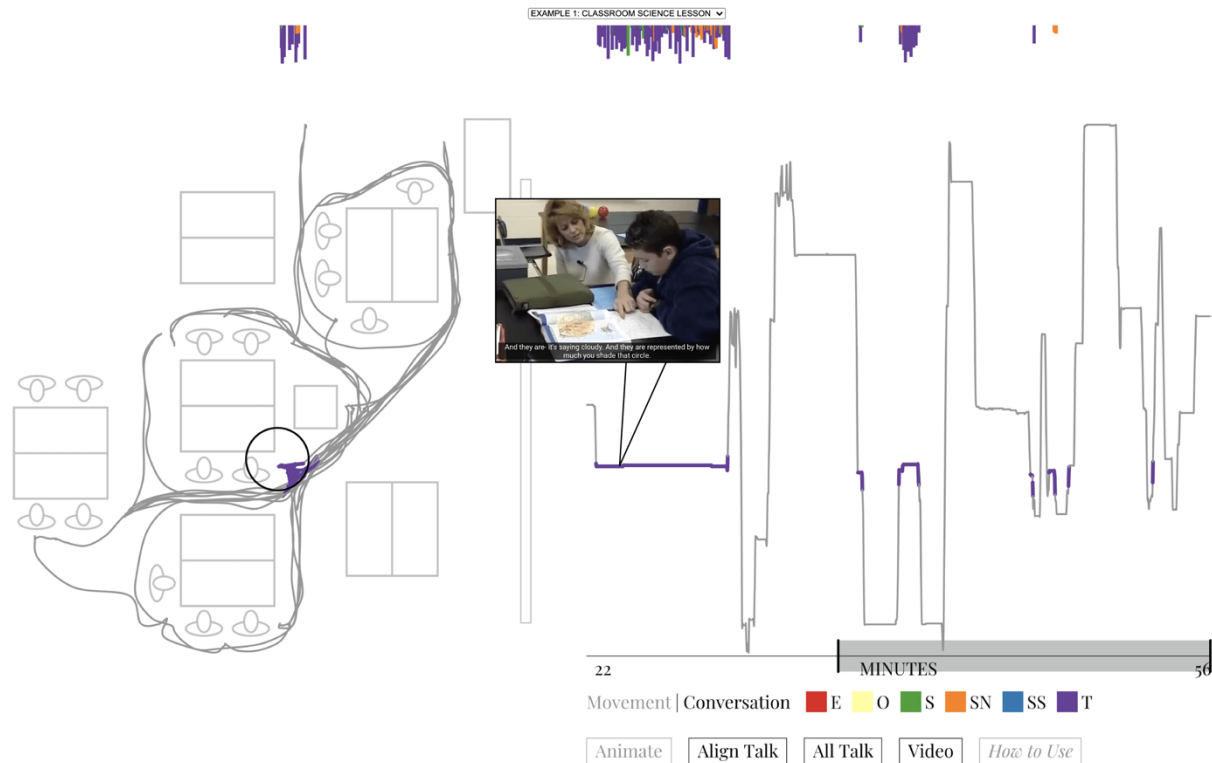 EXAMPLE 1: CLASSROOM SCIENCE LESSON
And they are- it's saying cloudy. And they are represented by how
much you shade that circle.
22 MINUTES 56
Movement | Conversation E O S SN SS T
Animate Align Talk All Talk Video How to Use